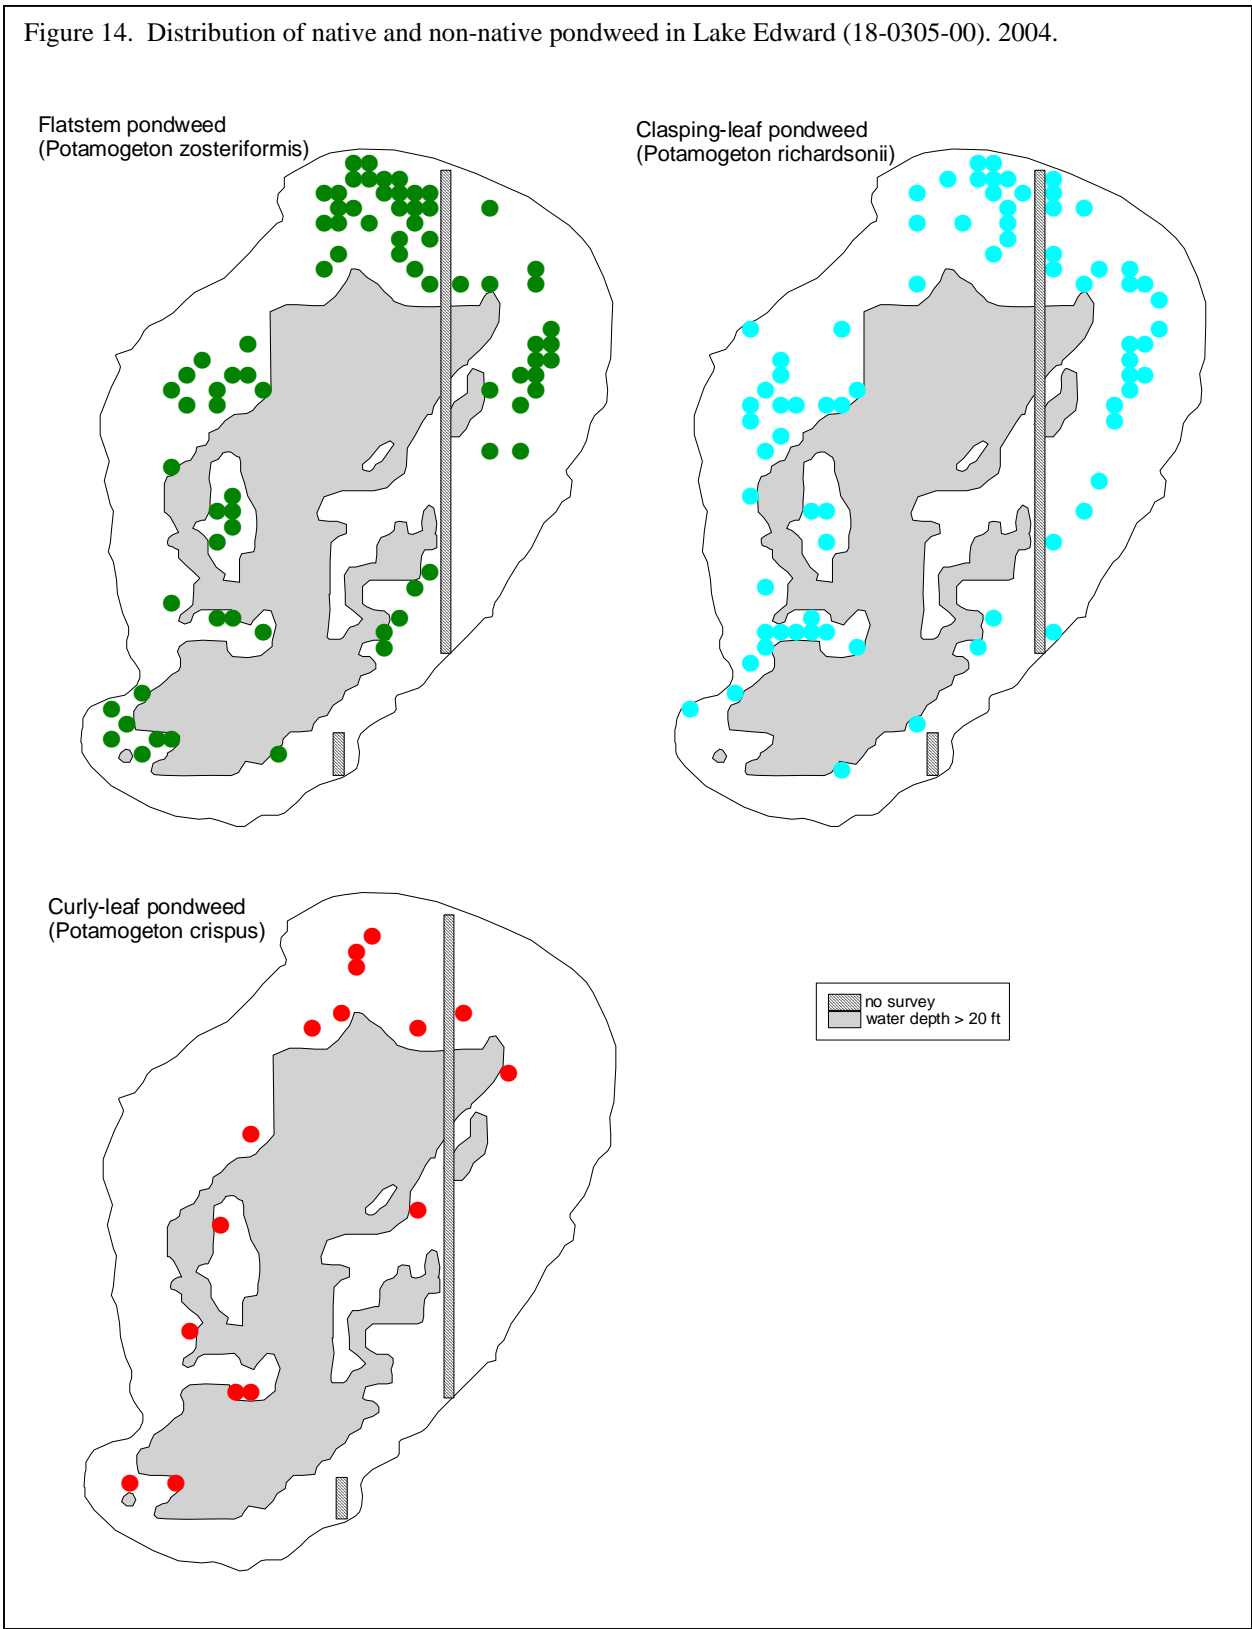 Figure 14.  Distribution of native and non-native pondweed in Lake Edward (18-0305-00). 2004.
Flatstem pondweed
(Potamogeton zosteriformis)
Clasping-leaf pondweed
(Potamogeton richardsonii)
Curly-leaf pondweed
(Potamogeton crispus)
no survey
water depth > 20 ft